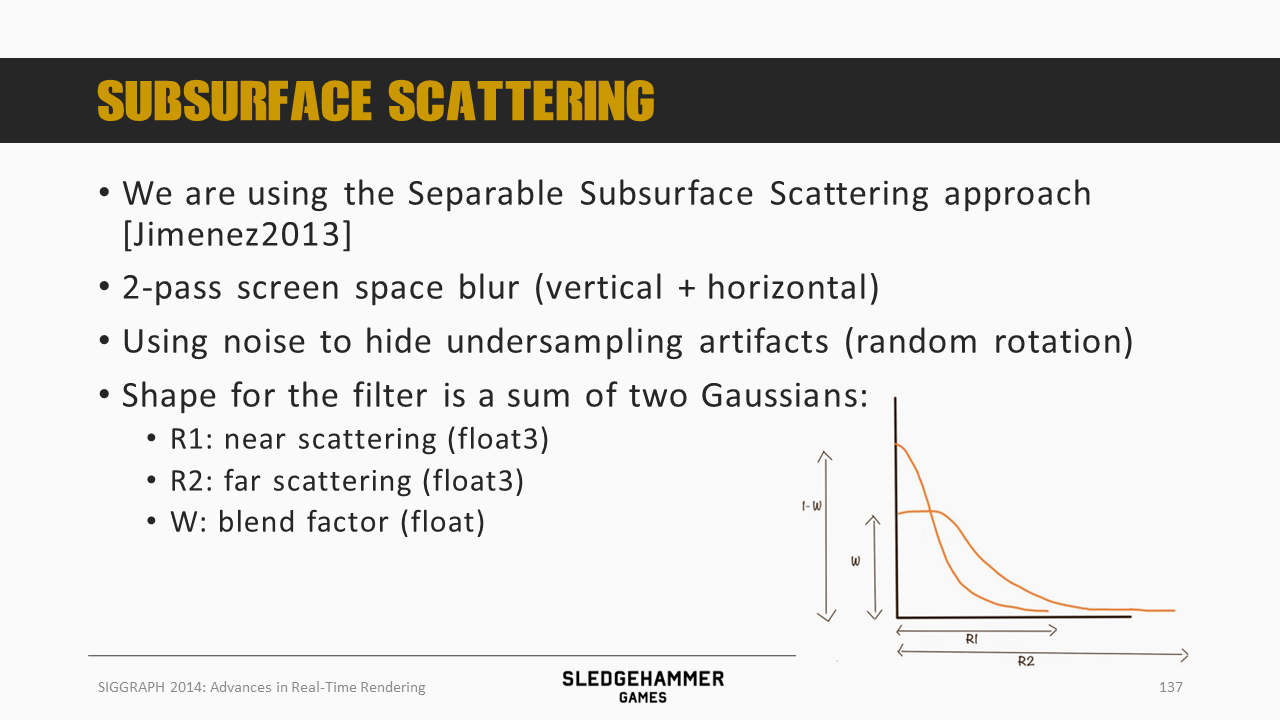 SUBSURFACE SCATTERING
• We are using the Separable Subsurface Scattering approach
[Jimenez2013]
• 2-pass screen space blur (vertical + horizontal)
• Using noise to hide undersampling artifacts (random rotation)
• Shape for the filter is a sum of two Gaussians:
• R1: near scattering (float3)
• R2: far scattering (float3)
• W: blend factor (float)
1-W
W
R1
R2
SIGGRAPH 2014: Advances in Real-Time Rendering
SLEDGEHAMMER
GAMES
137